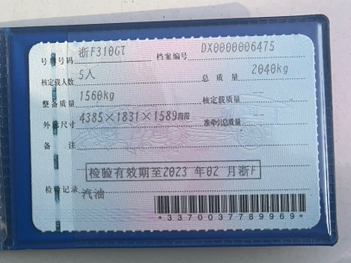 号牌号码 浙F310GT 档案编号 DX0000006475
核定载人数 5人 总质量 2040kg
整备质量 1560kg 核定载质量
外廓尺寸 4385×1831×1589mm 准牵引总质量
备注
检验有效期至2023年02月浙F
检验记录 汽油
*3370037769969*